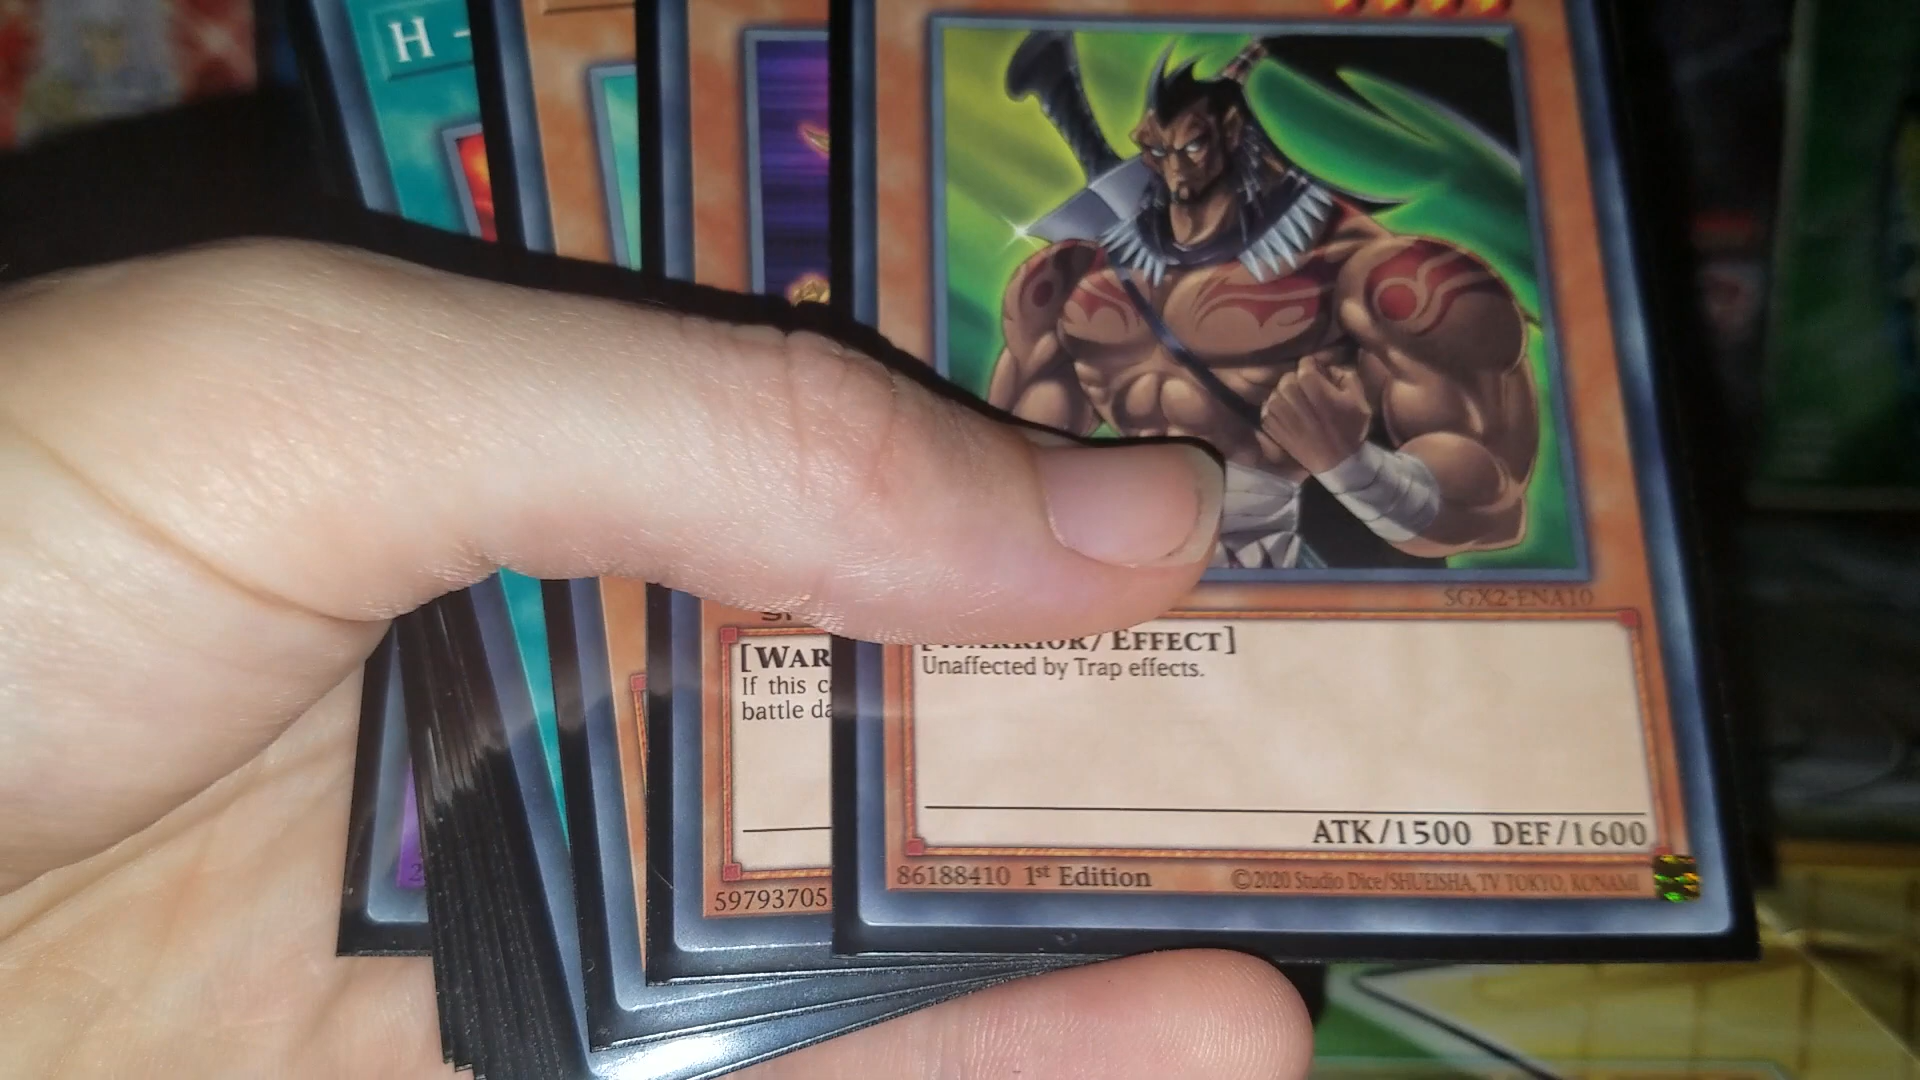 H -
SGX2-ENA10
[WARRIOR/EFFECT]
Unaffected by Trap effects.
ATK/1500 DEF/1600
86188410 1st Edition ©2020 Studio Dice/SHUEISHA, TV TOKYO, KONAMI
[WAR
If this c
battle da
59793705